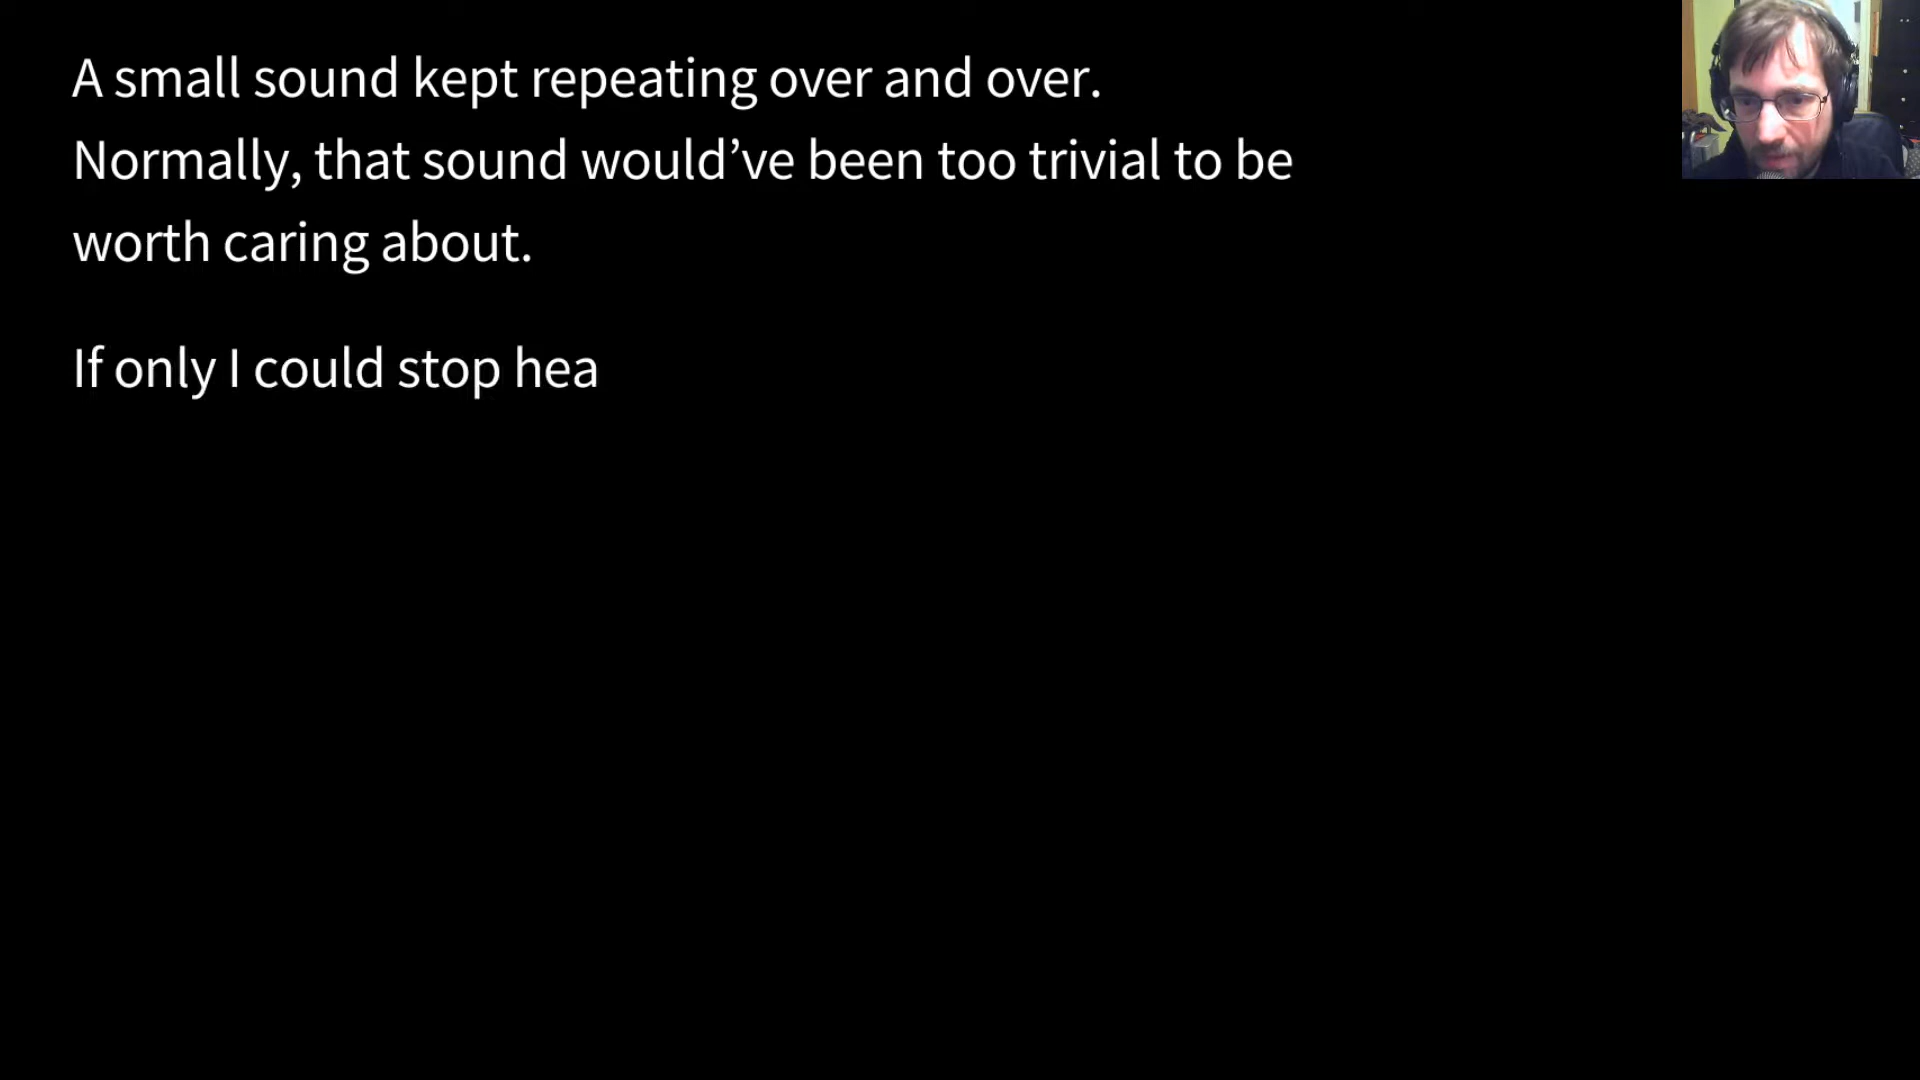 A small sound kept repeating over and over.
Normally, that sound would’ve been too trivial to be
worth caring about.
If only I could stop hea